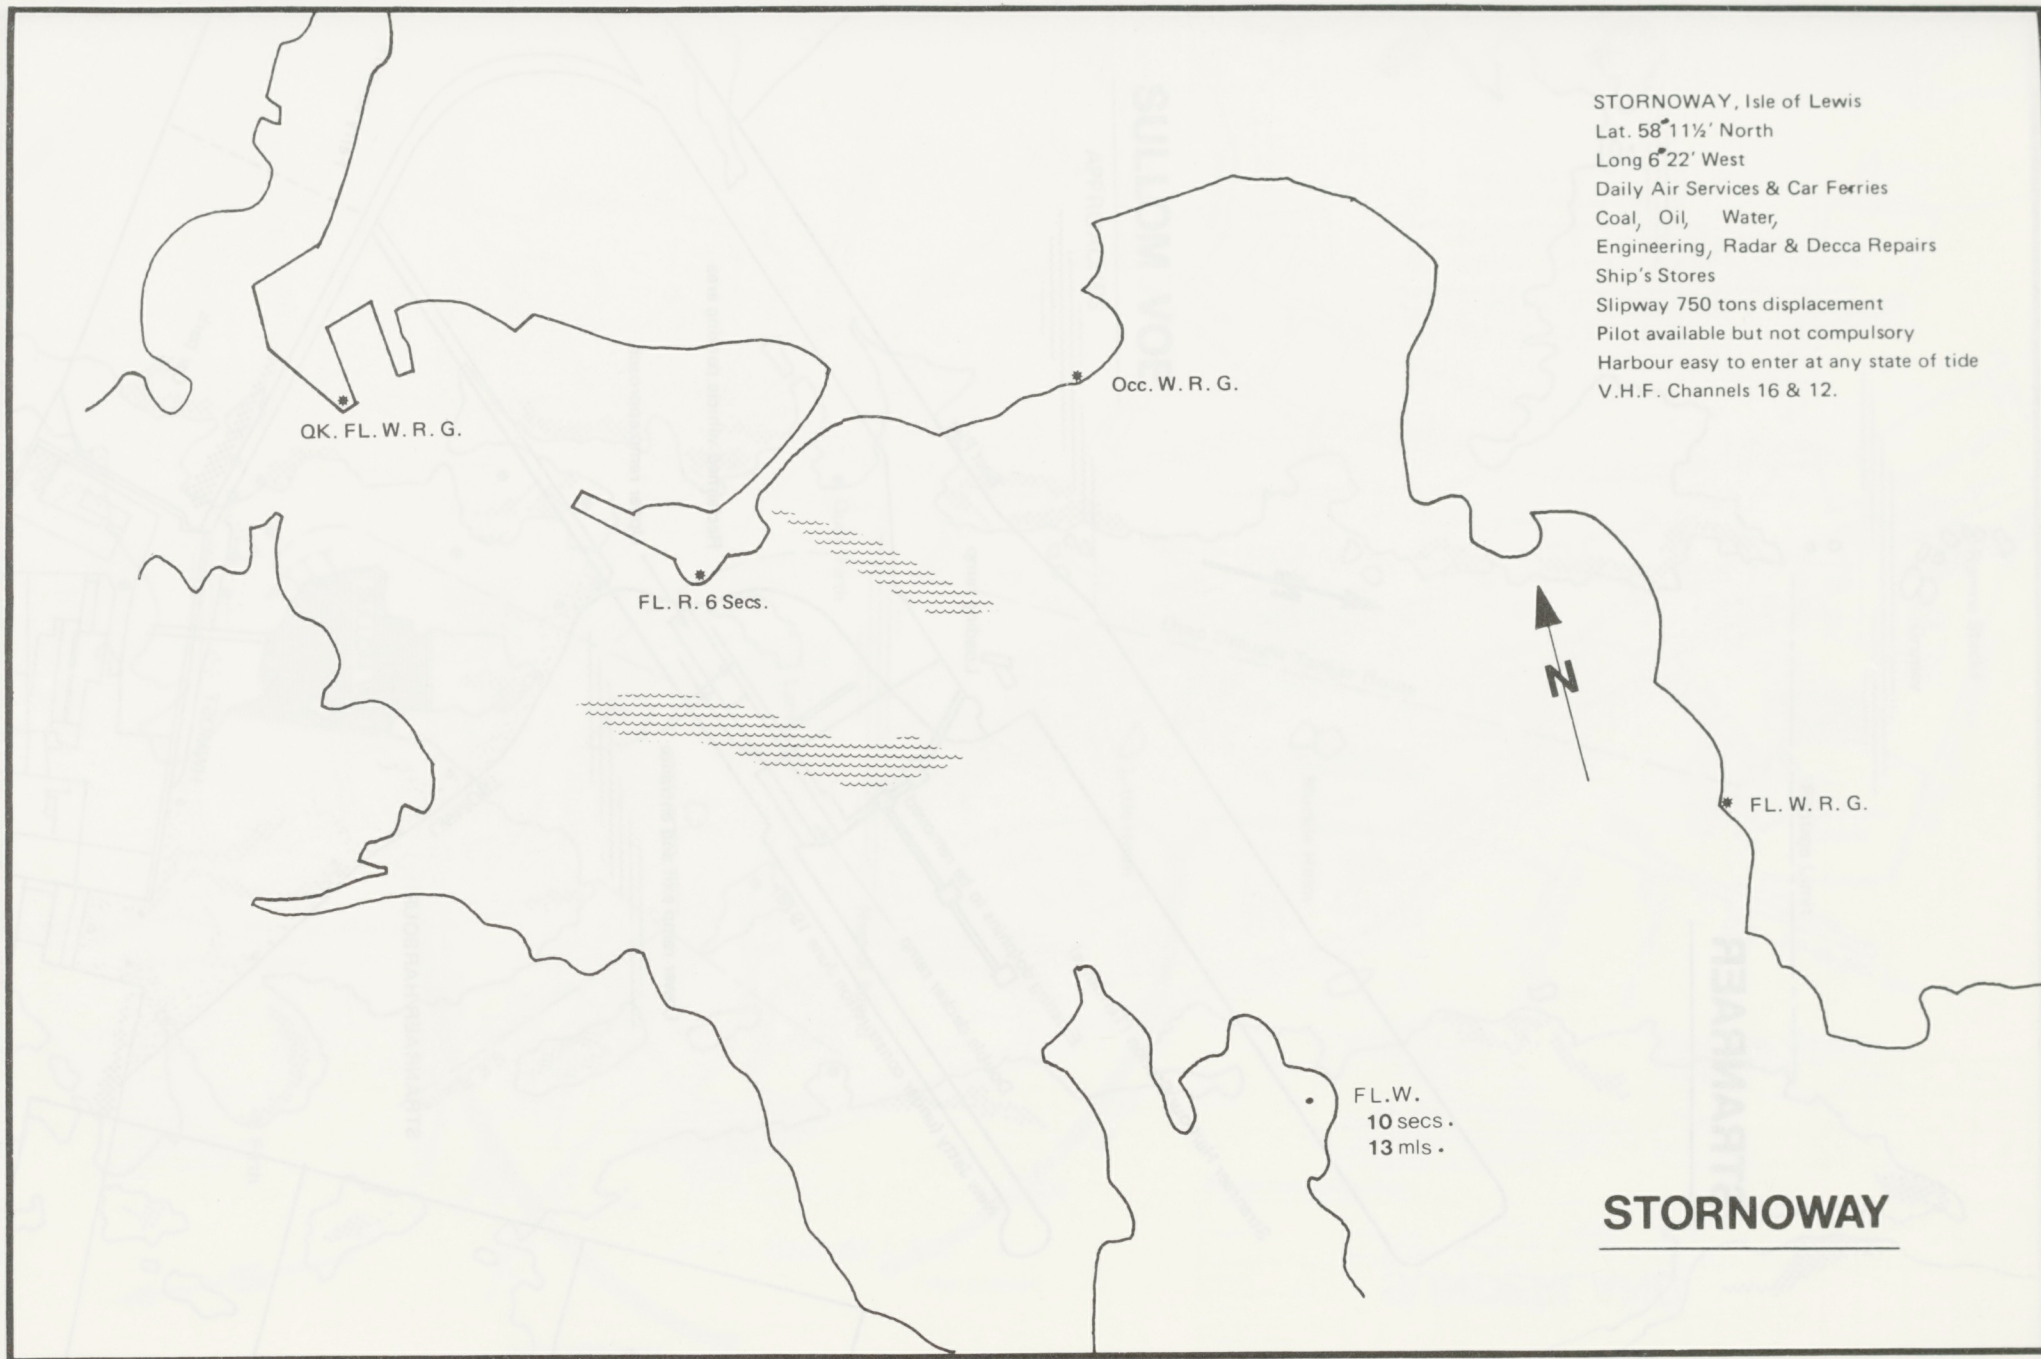 STORNOWAY, Isle of Lewis
Lat. 58°11½' North
Long 6°22' West
Daily Air Services & Car Ferries
Coal, Oil, Water,
Engineering, Radar & Decca Repairs
Ship's Stores
Slipway 750 tons displacement
Pilot available but not compulsory
Harbour easy to enter at any state of tide
V.H.F. Channels 16 & 12.
Occ. W. R. G.
QK. FL. W. R. G.
FL. R. 6 Secs.
N
FL. W. R. G.
FL.W.
10 secs.
13 mls.
STORNOWAY
SULLOM VOE
STRANRAER